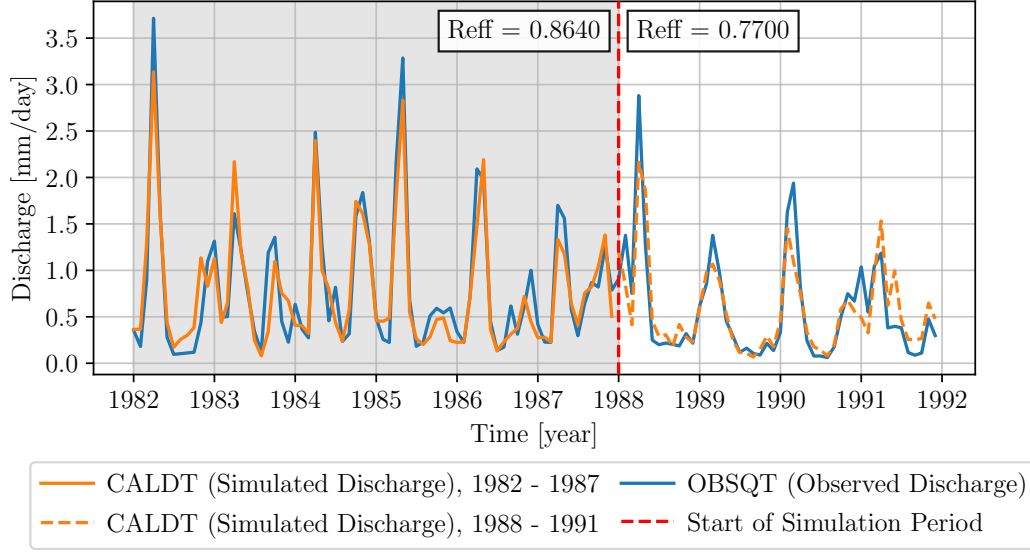 Reff = 0.8640
Reff = 0.7700
Discharge [mm/day]
3.5
3.0
2.5
2.0
1.5
1.0
0.5
0.0
1982 1983 1984 1985 1986 1987 1988 1989 1990 1991 1992
Time [year]
CALDT (Simulated Discharge), 1982 - 1987
CALDT (Simulated Discharge), 1988 - 1991
OBSQT (Observed Discharge)
Start of Simulation Period